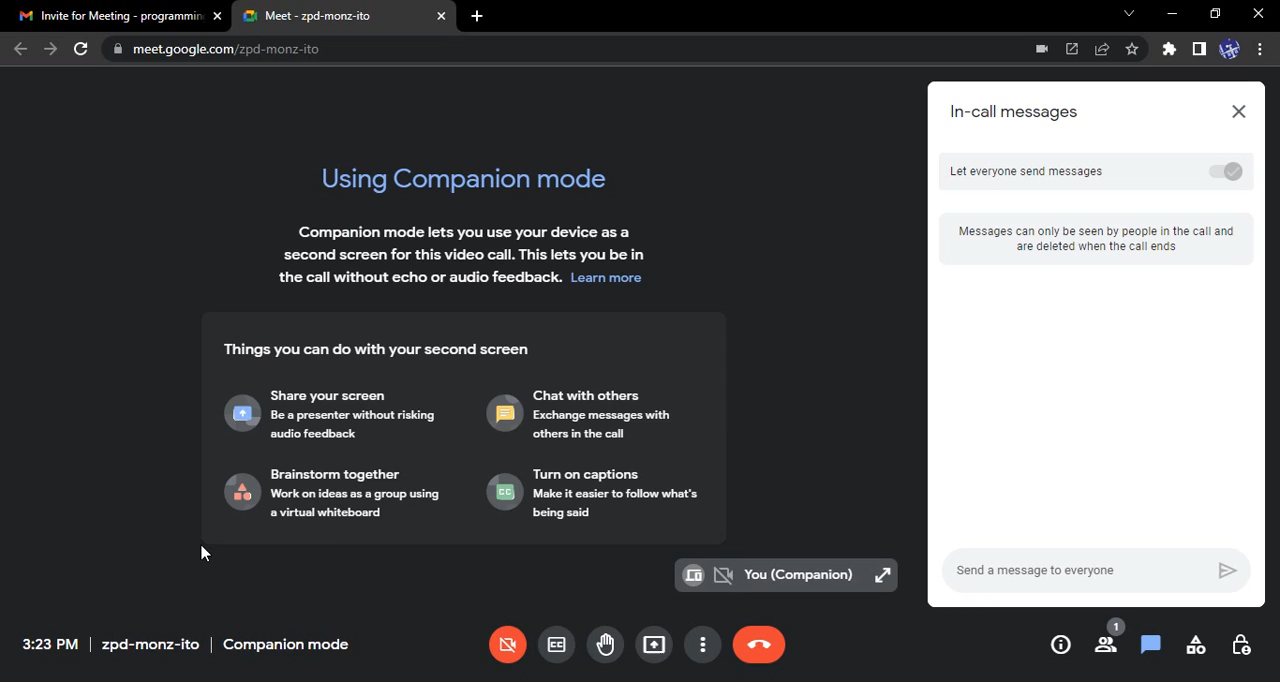 Invite for Meeting - programmin
Meet - zpd-monz-ito
meet.google.com/zpd-monz-ito
Using Companion mode
Companion mode lets you use your device as a
second screen for this video call. This lets you be in
the call without echo or audio feedback. Learn more
Things you can do with your second screen
Share your screen
Be a presenter without risking
audio feedback
Chat with others
Exchange messages with
others in the call
Brainstorm together
Work on ideas as a group using
a virtual whiteboard
CC
Turn on captions
Make it easier to follow what's
being said
You (Companion)
In-call messages
Let everyone send messages
Messages can only be seen by people in the call and
are deleted when the call ends
Send a message to everyone
3:23 PM | zpd-monz-ito | Companion mode
CC
1